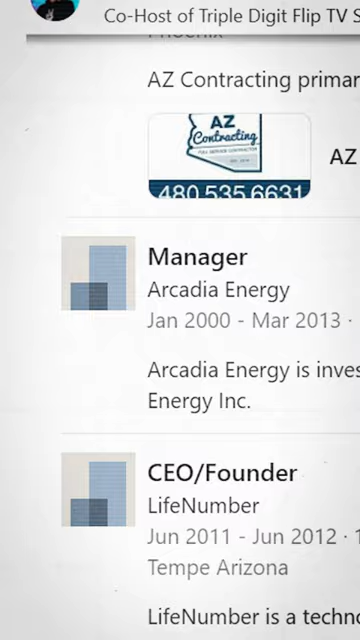 Co-Host of Triple Digit Flip TV S
Phoenix
AZ Contracting primar
AZ
Contracting
480.535.6631
AZ
Manager
Arcadia Energy
Jan 2000 - Mar 2013 ·
Arcadia Energy is inves
Energy Inc.
CEO/Founder
LifeNumber
Jun 2011 - Jun 2012 · 1
Tempe Arizona
LifeNumber is a techno